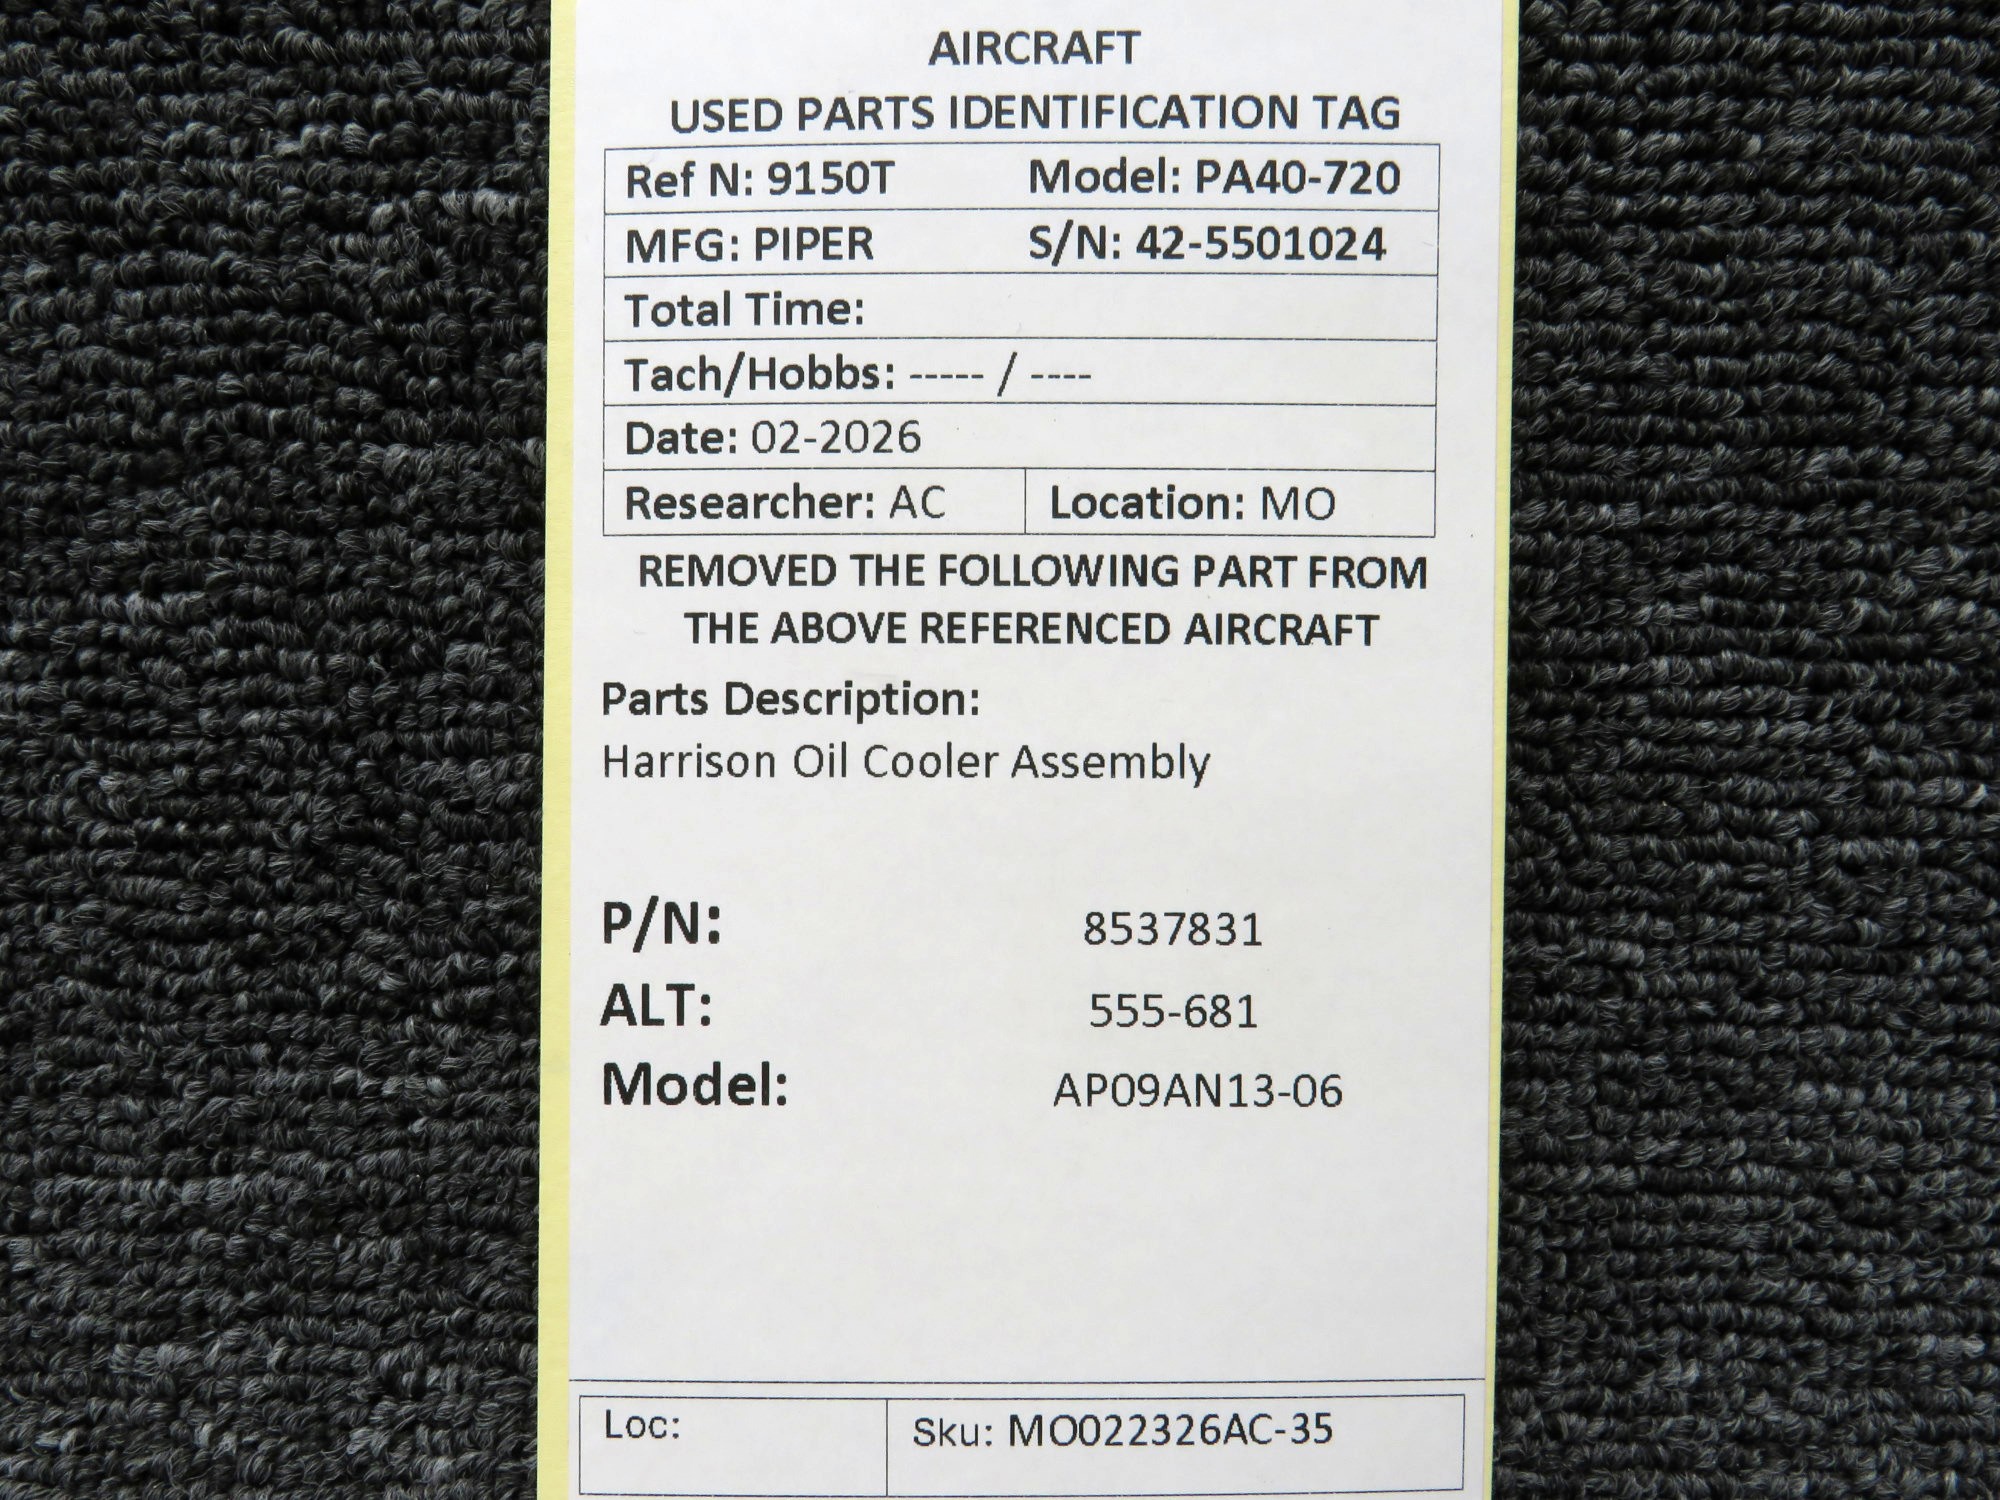 AIRCRAFT
USED PARTS IDENTIFICATION TAG
Ref N: 9150T Model: PA40-720
MFG: PIPER S/N: 42-5501024
Total Time:
Tach/Hobbs: ----- / ----
Date: 02-2026
Researcher: AC Location: MO
REMOVED THE FOLLOWING PART FROM
THE ABOVE REFERENCED AIRCRAFT
Parts Description:
Harrison Oil Cooler Assembly
P/N: 8537831
ALT: 555-681
Model: AP09AN13-06
Loc: Sku: MO022326AC-35